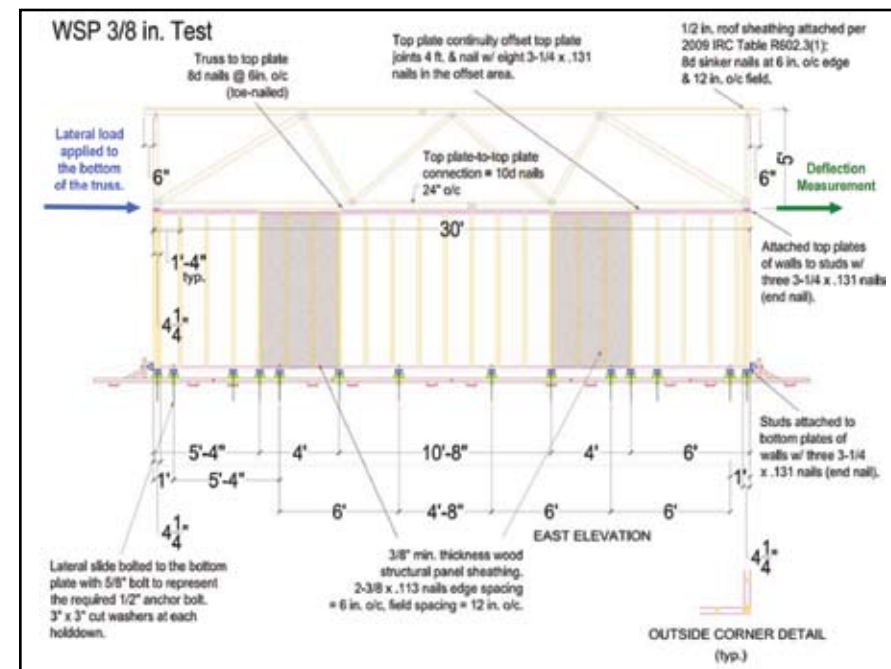 WSP 3/8 in. Test
Truss to top plate
8d nails @ 6in. o/c
(toe-nailed)
Top plate continuity offset top plate
joints 4 ft. & nail w/ eight 3-1/4 x .131
nails in the offset area.
1/2 in. roof sheathing attached per
2009 IRC Table R602.3(1):
8d sinker nails at 6 in. o/c edge
& 12 in. o/c field.
Lateral load
applied to
the bottom
of the truss.
6"
Top plate-to-top plate
connection = 10d nails
24" o/c
6"
5'
Deflection
Measurement
30'
1'-4"
typ.
Attached top plates
of walls to studs w/
three 3-1/4 x .131 nails
(end nail).
4 1/4"
5'-4"
4'
10'-8"
4'
6'
Studs attached to
bottom plates of
walls w/ three 3-1/4
x .131 nails (end nail).
1'
5'-4"
1'
6'
4'-8"
6'
6'
EAST ELEVATION
4 1/4"
4 1/4"
Lateral slide bolted to the bottom
plate with 5/8" bolt to represent
the required 1/2" anchor bolt.
3" x 3" cut washers at each
holddown.
3/8" min. thickness wood
structural panel sheathing.
2-3/8 x .113 nails edge spacing
= 6 in. o/c, field spacing = 12 in. o/c.
OUTSIDE CORNER DETAIL
(typ.)